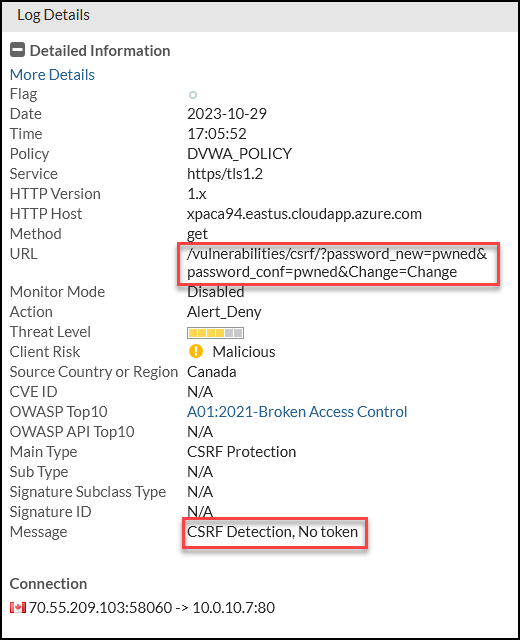 Log Details
Detailed Information
More Details
Flag
Date 2023-10-29
Time 17:05:52
Policy DVWA_POLICY
Service https/tls1.2
HTTP Version 1.x
HTTP Host xpaca94.eastus.cloudapp.azure.com
Method get
URL /vulnerabilities/csrf/?password_new=pwned&
password_conf=pwned&Change=Change
Monitor Mode Disabled
Action Alert_Deny
Threat Level
Client Risk Malicious
Source Country or Region Canada
CVE ID N/A
OWASP Top10 A01:2021-Broken Access Control
OWASP API Top10 N/A
Main Type CSRF Protection
Sub Type N/A
Signature Subclass Type N/A
Signature ID N/A
Message CSRF Detection, No token
Connection
70.55.209.103:58060 -> 10.0.10.7:80